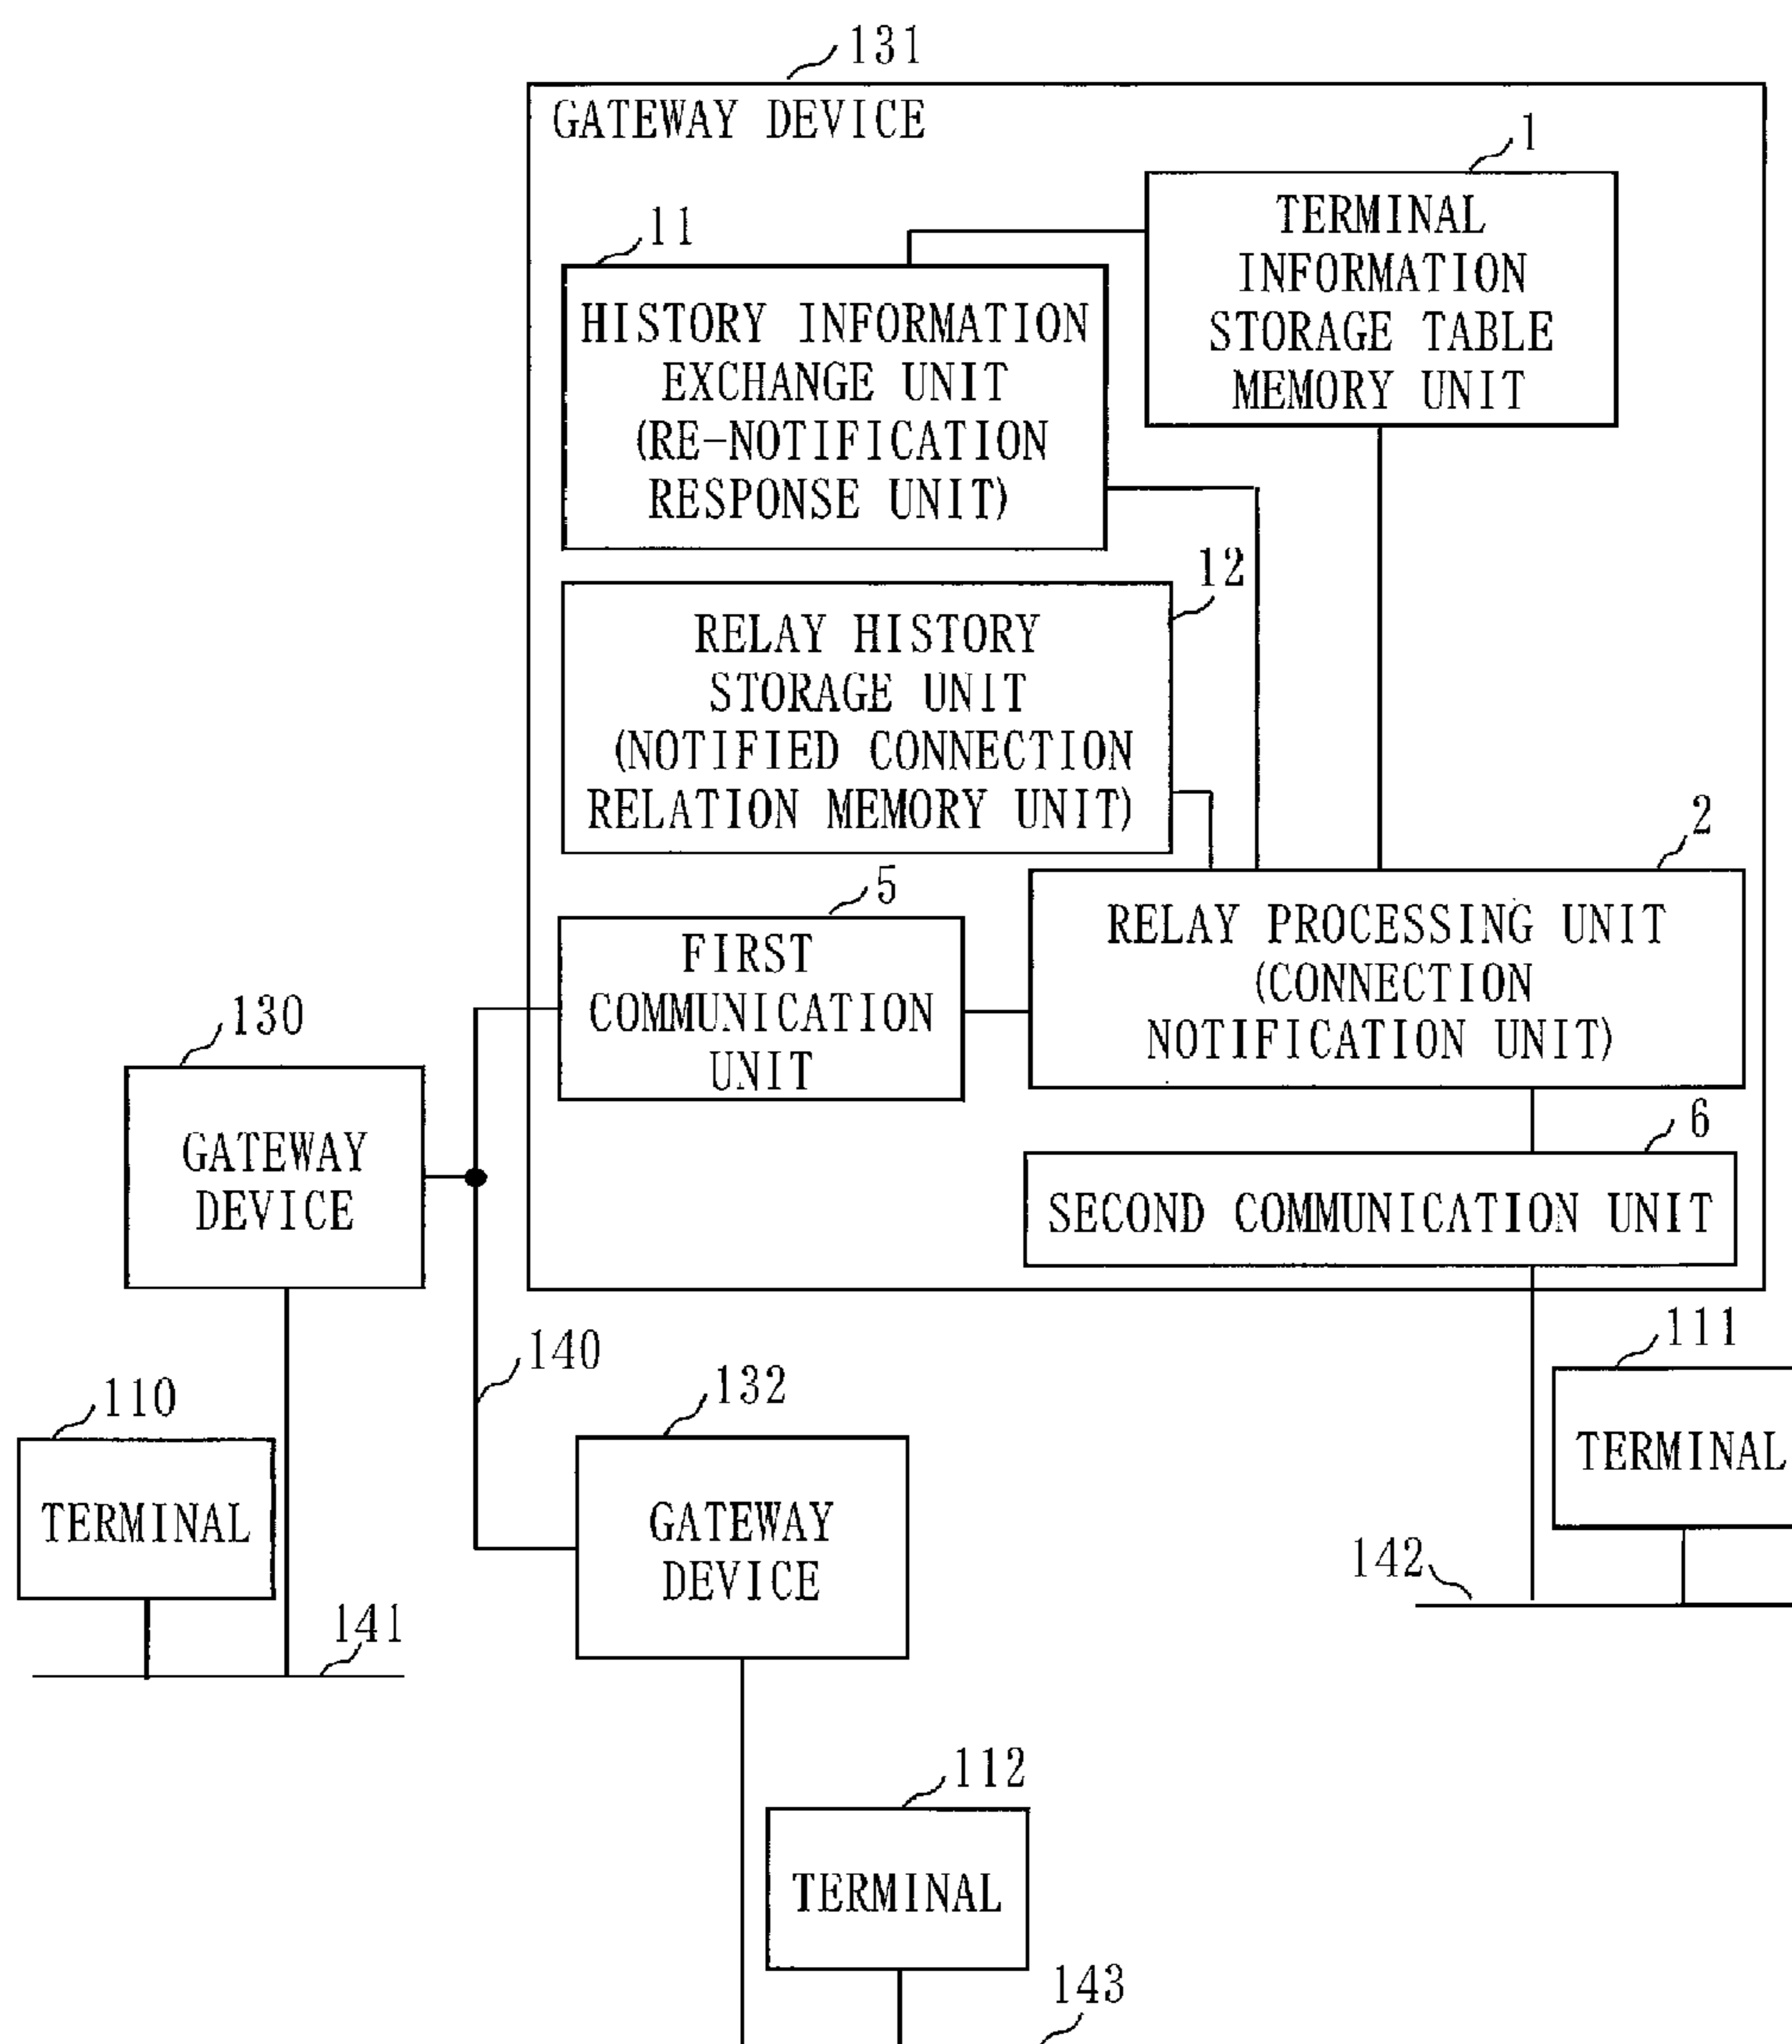 131
GATEWAY DEVICE
1
TERMINAL
INFORMATION
STORAGE TABLE
MEMORY UNIT
11
HISTORY INFORMATION
EXCHANGE UNIT
(RE-NOTIFICATION
RESPONSE UNIT)
12
RELAY HISTORY
STORAGE UNIT
(NOTIFIED CONNECTION
RELATION MEMORY UNIT)
2
RELAY PROCESSING UNIT
(CONNECTION
NOTIFICATION UNIT)
5
FIRST
COMMUNICATION
UNIT
130
GATEWAY
DEVICE
6
SECOND COMMUNICATION UNIT
140
132
GATEWAY
DEVICE
111
TERMINAL
110
TERMINAL
142
141
112
TERMINAL
143